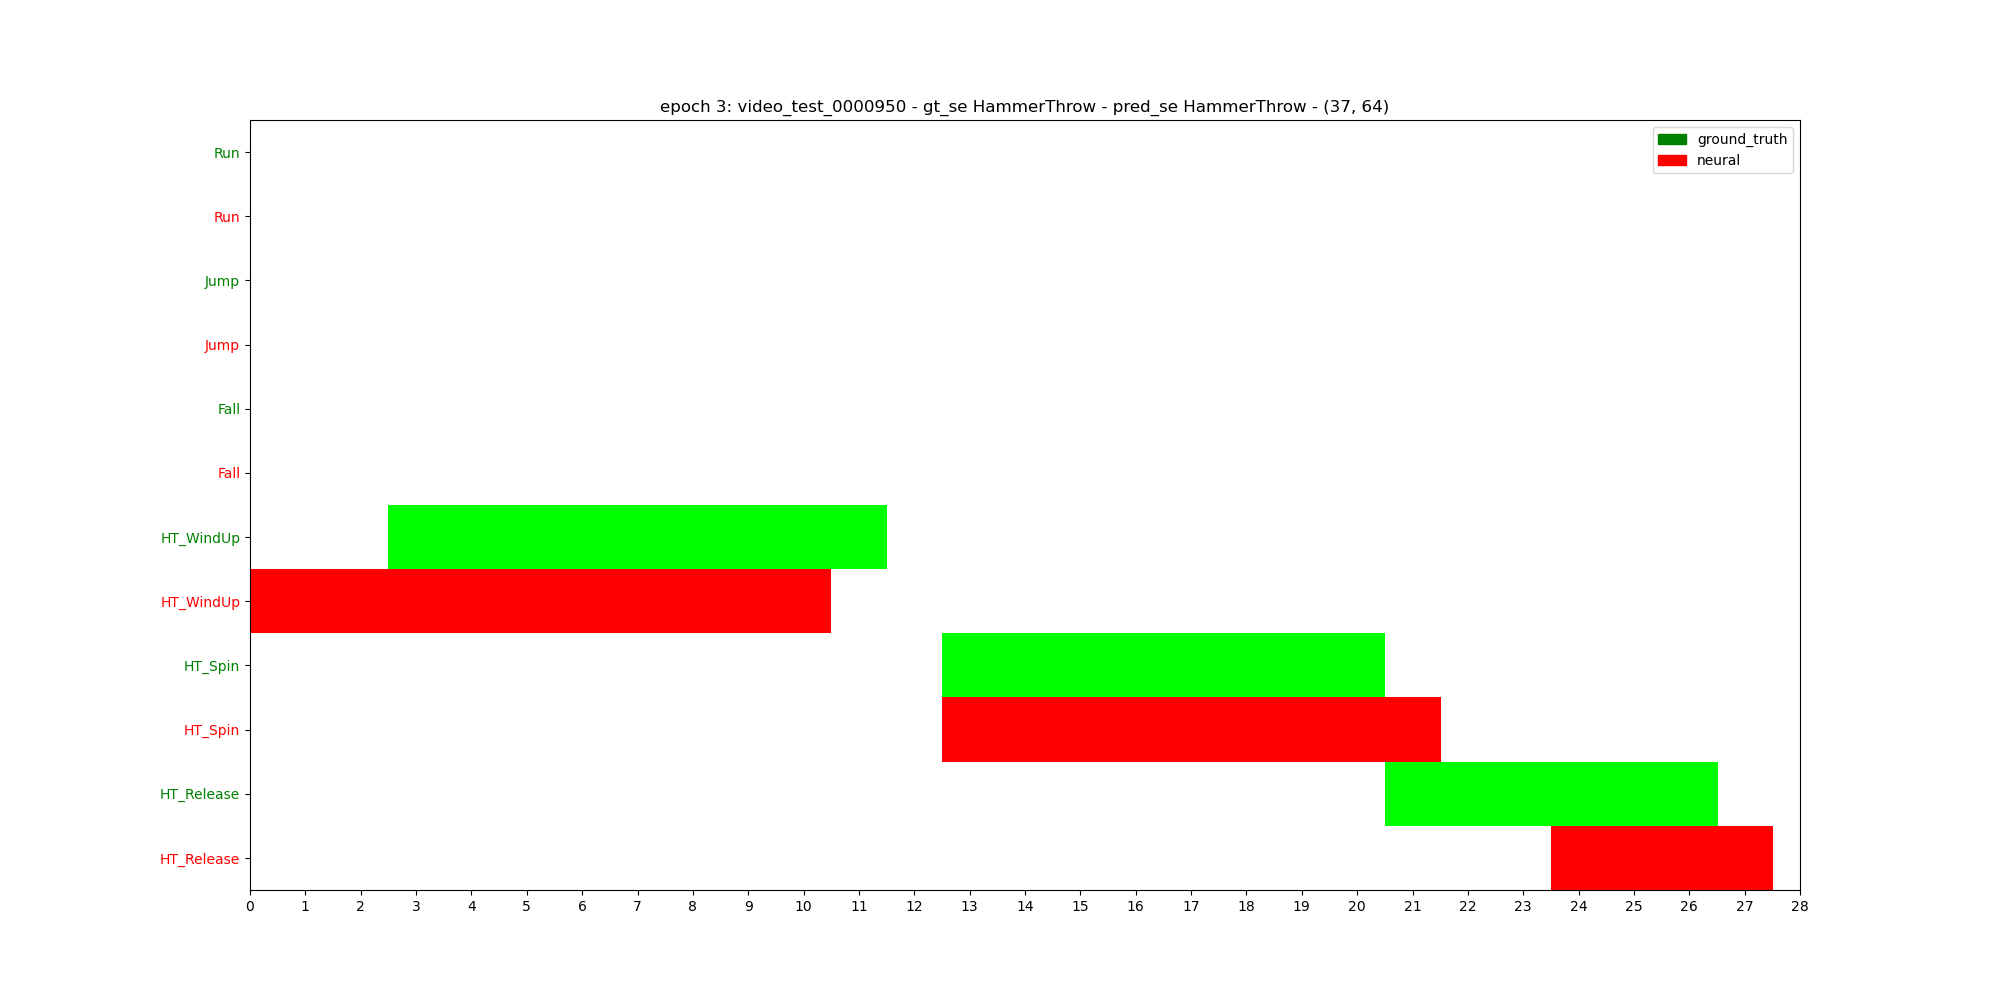 epoch 3: video_test_0000950 - gt_se HammerThrow - pred_se HammerThrow - (37, 64)
ground_truth
neural
Run
Run
Jump
Jump
Fall
Fall
HT_WindUp
HT_WindUp
HT_Spin
HT_Spin
HT_Release
HT_Release
0 1 2 3 4 5 6 7 8 9 10 11 12 13 14 15 16 17 18 19 20 21 22 23 24 25 26 27 28